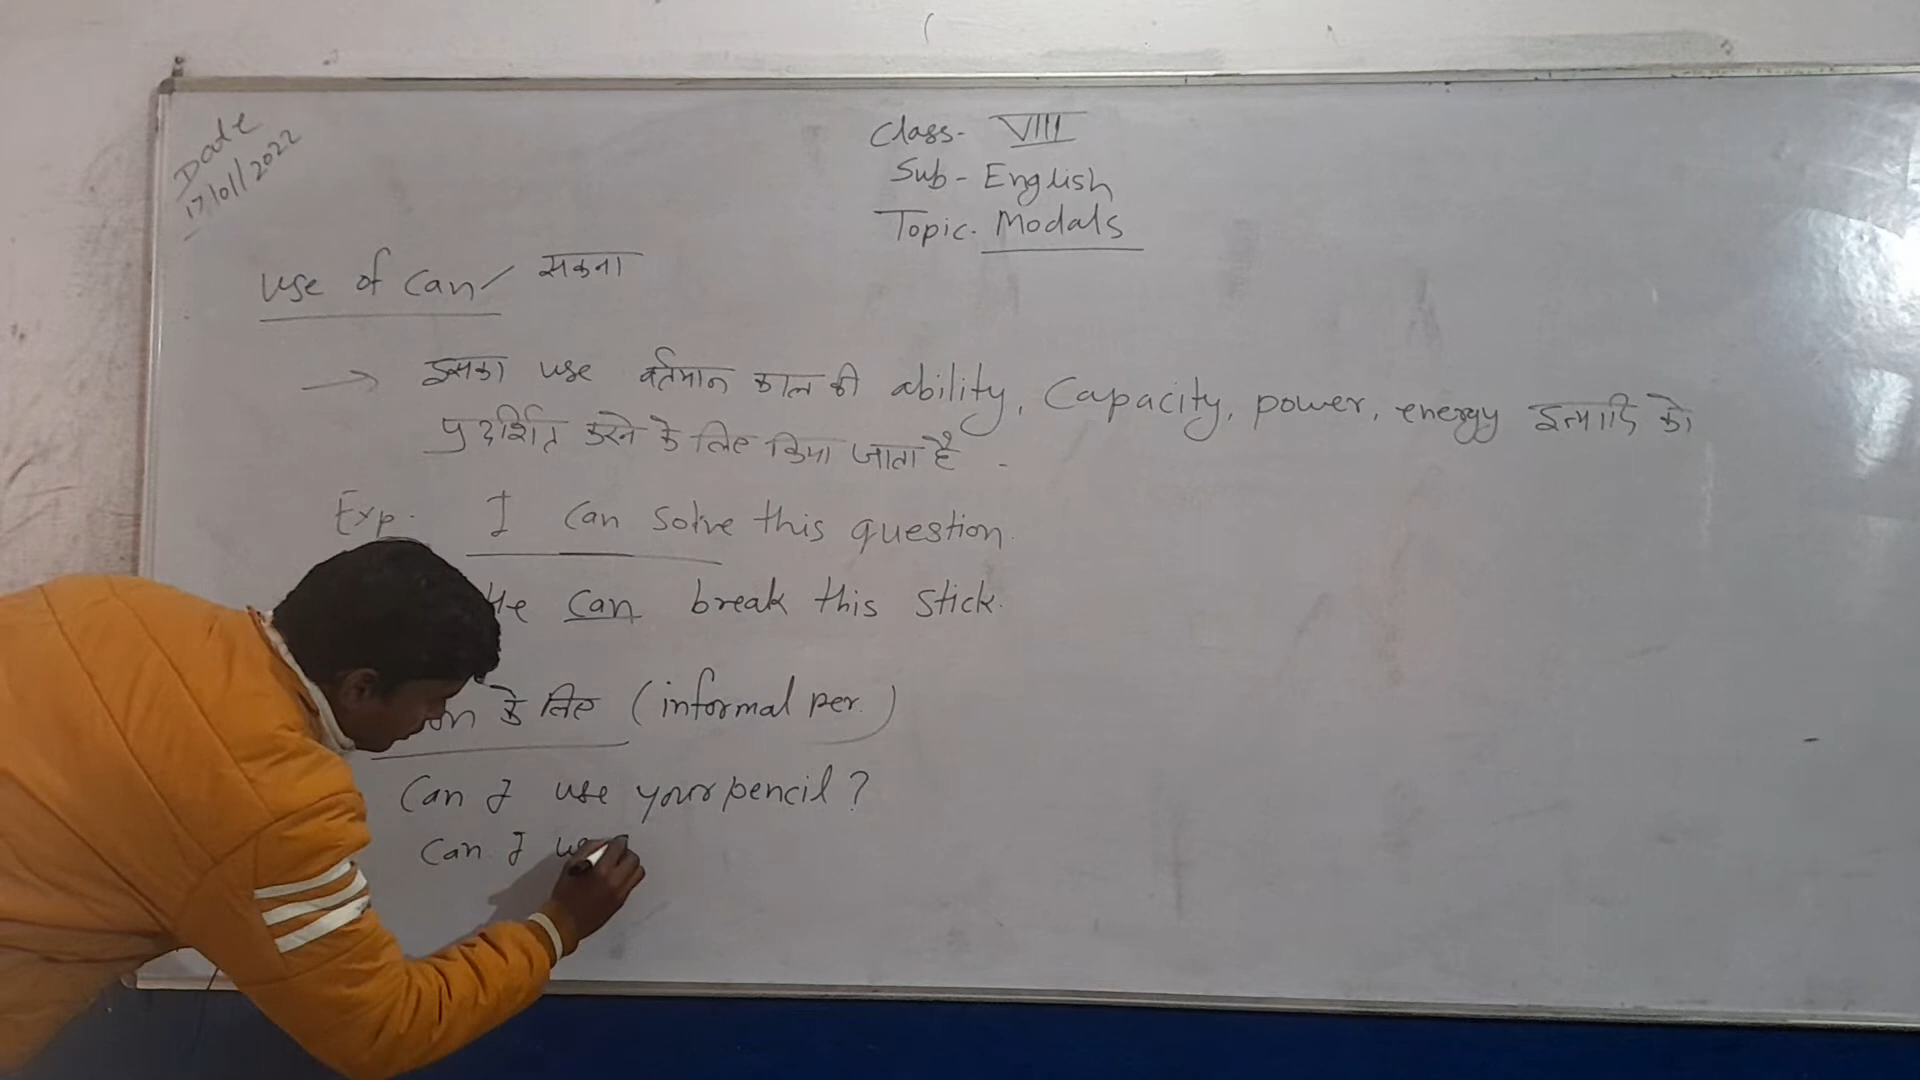 Date
17/01/2022
Class- VIII
Sub- English
Topic. Modals
Use of Can/ सकना
→ इसका use वर्तमान काल की ability, Capacity, power, energy इत्यादि को
प्रदर्शित करने के लिए किया जाता है -
Exp. I can solve this question.
He can break this stick.
के लिए (informal per.)
Can I use your pencil?
Can I